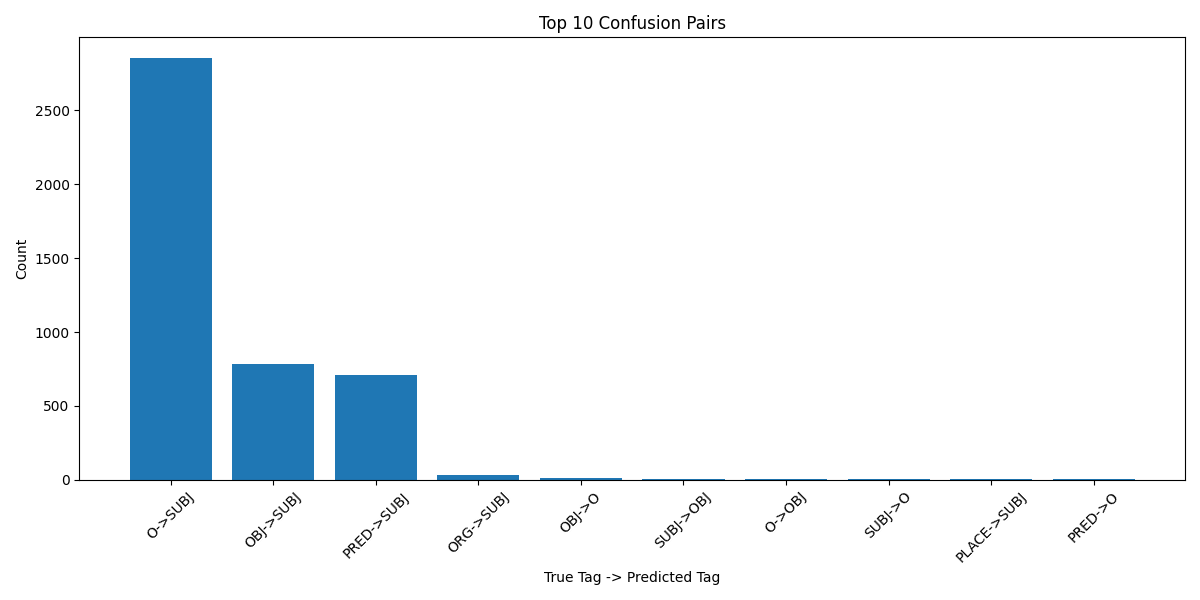 Top 10 Confusion Pairs
Count
2500
2000
1500
1000
500
0
O->SUBJ
OBJ->SUBJ
PRED->SUBJ
ORG->SUBJ
OBJ->O
SUBJ->OBJ
O->OBJ
SUBJ->O
PLACE->SUBJ
PRED->O
True Tag -> Predicted Tag